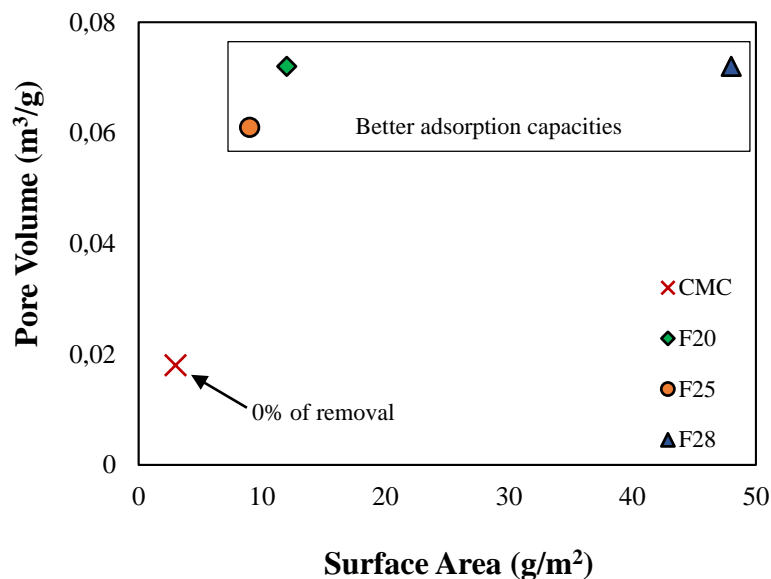 0,08
0,06
0,04
0,02
0
Pore Volume (m³/g)
Better adsorption capacities
0% of removal
CMC
F20
F25
F28
0 10 20 30 40 50
Surface Area (g/m²)